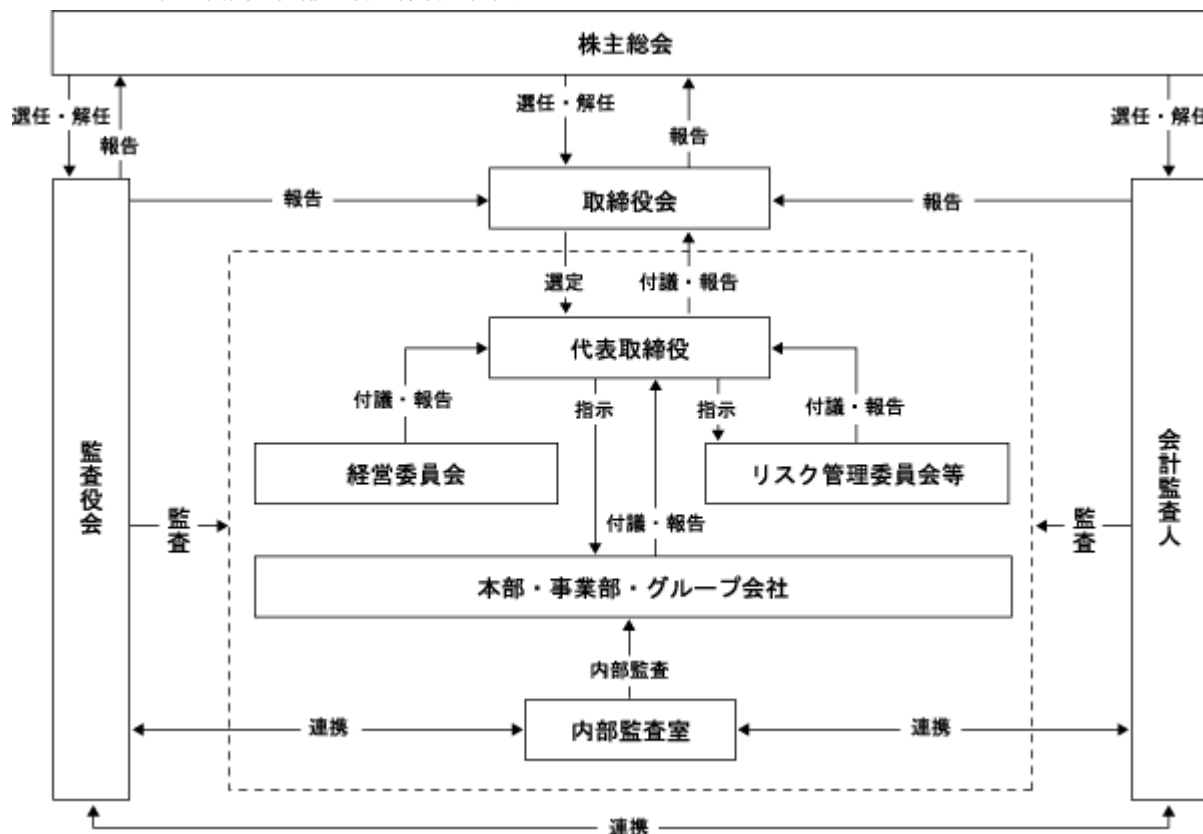 株主総会
選任・解任
報告
選任・解任
報告
選任・解任
報告
取締役会
報告
選定
付議・報告
代表取締役
付議・報告
指示
指示
付議・報告
経営委員会
リスク管理委員会等
監査役会
会計監査人
付議・報告
監査
監査
本部・事業部・グループ会社
内部監査
連携
内部監査室
連携
連携